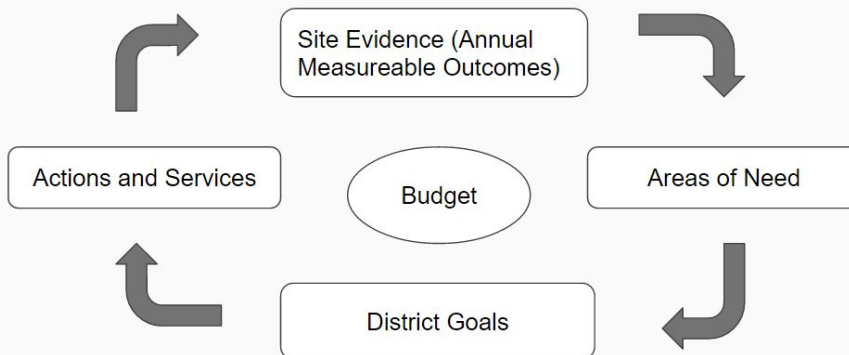 Site Evidence (Annual
Measureable Outcomes)
Actions and Services
Budget
Areas of Need
District Goals